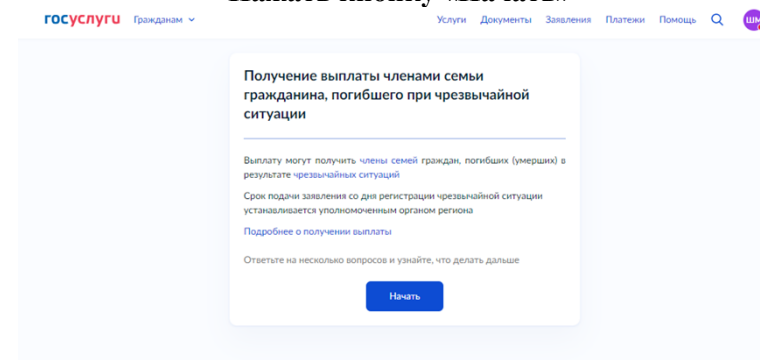 госуслуги Гражданам Услуги Документы Заявления Платежи Помощь ШМ
Получение выплаты членами семьи
гражданина, погибшего при чрезвычайной
ситуации
Выплату могут получить члены семей граждан, погибших (умерших) в
результате чрезвычайных ситуаций
Срок подачи заявления со дня регистрации чрезвычайной ситуации
устанавливается уполномоченным органом региона
Подробнее о получении выплаты
Ответьте на несколько вопросов и узнайте, что делать дальше
Начать